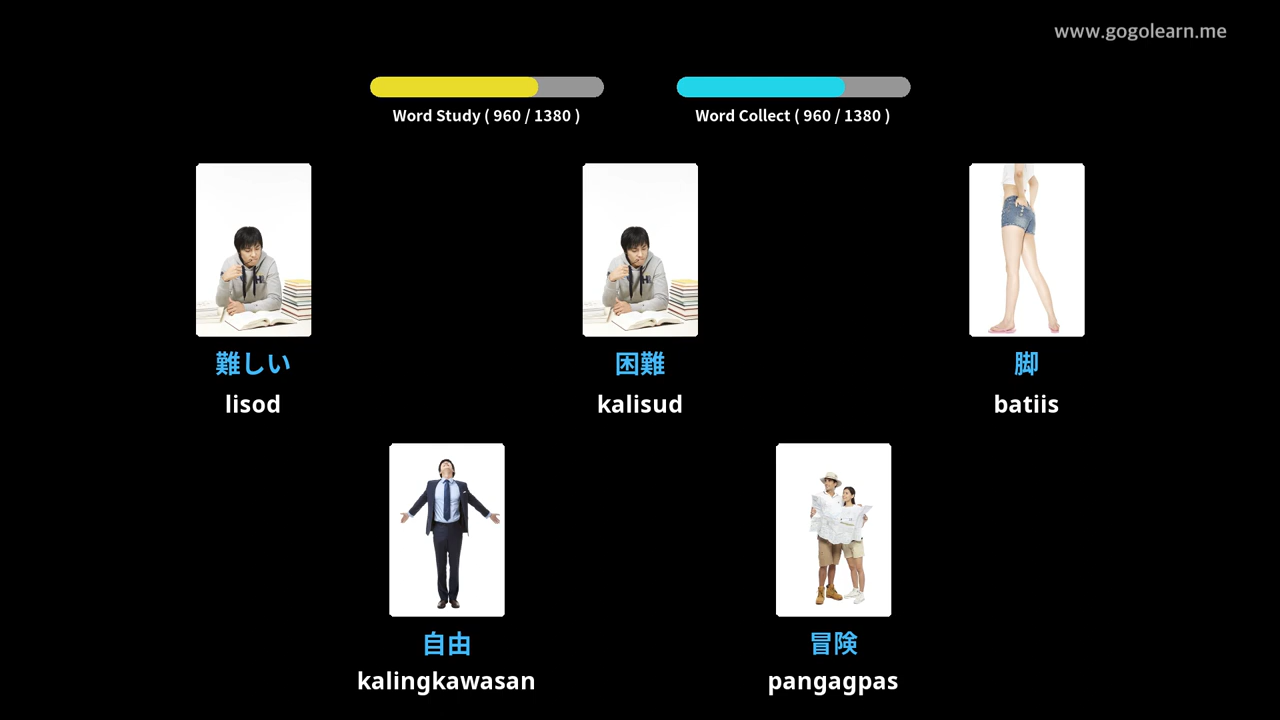 www.gogolearn.me
Word Study ( 960 / 1380 )
Word Collect ( 960 / 1380 )
難しい
lisod
困難
kalisud
脚
batiis
自由
kalingkawasan
冒険
pangagpas